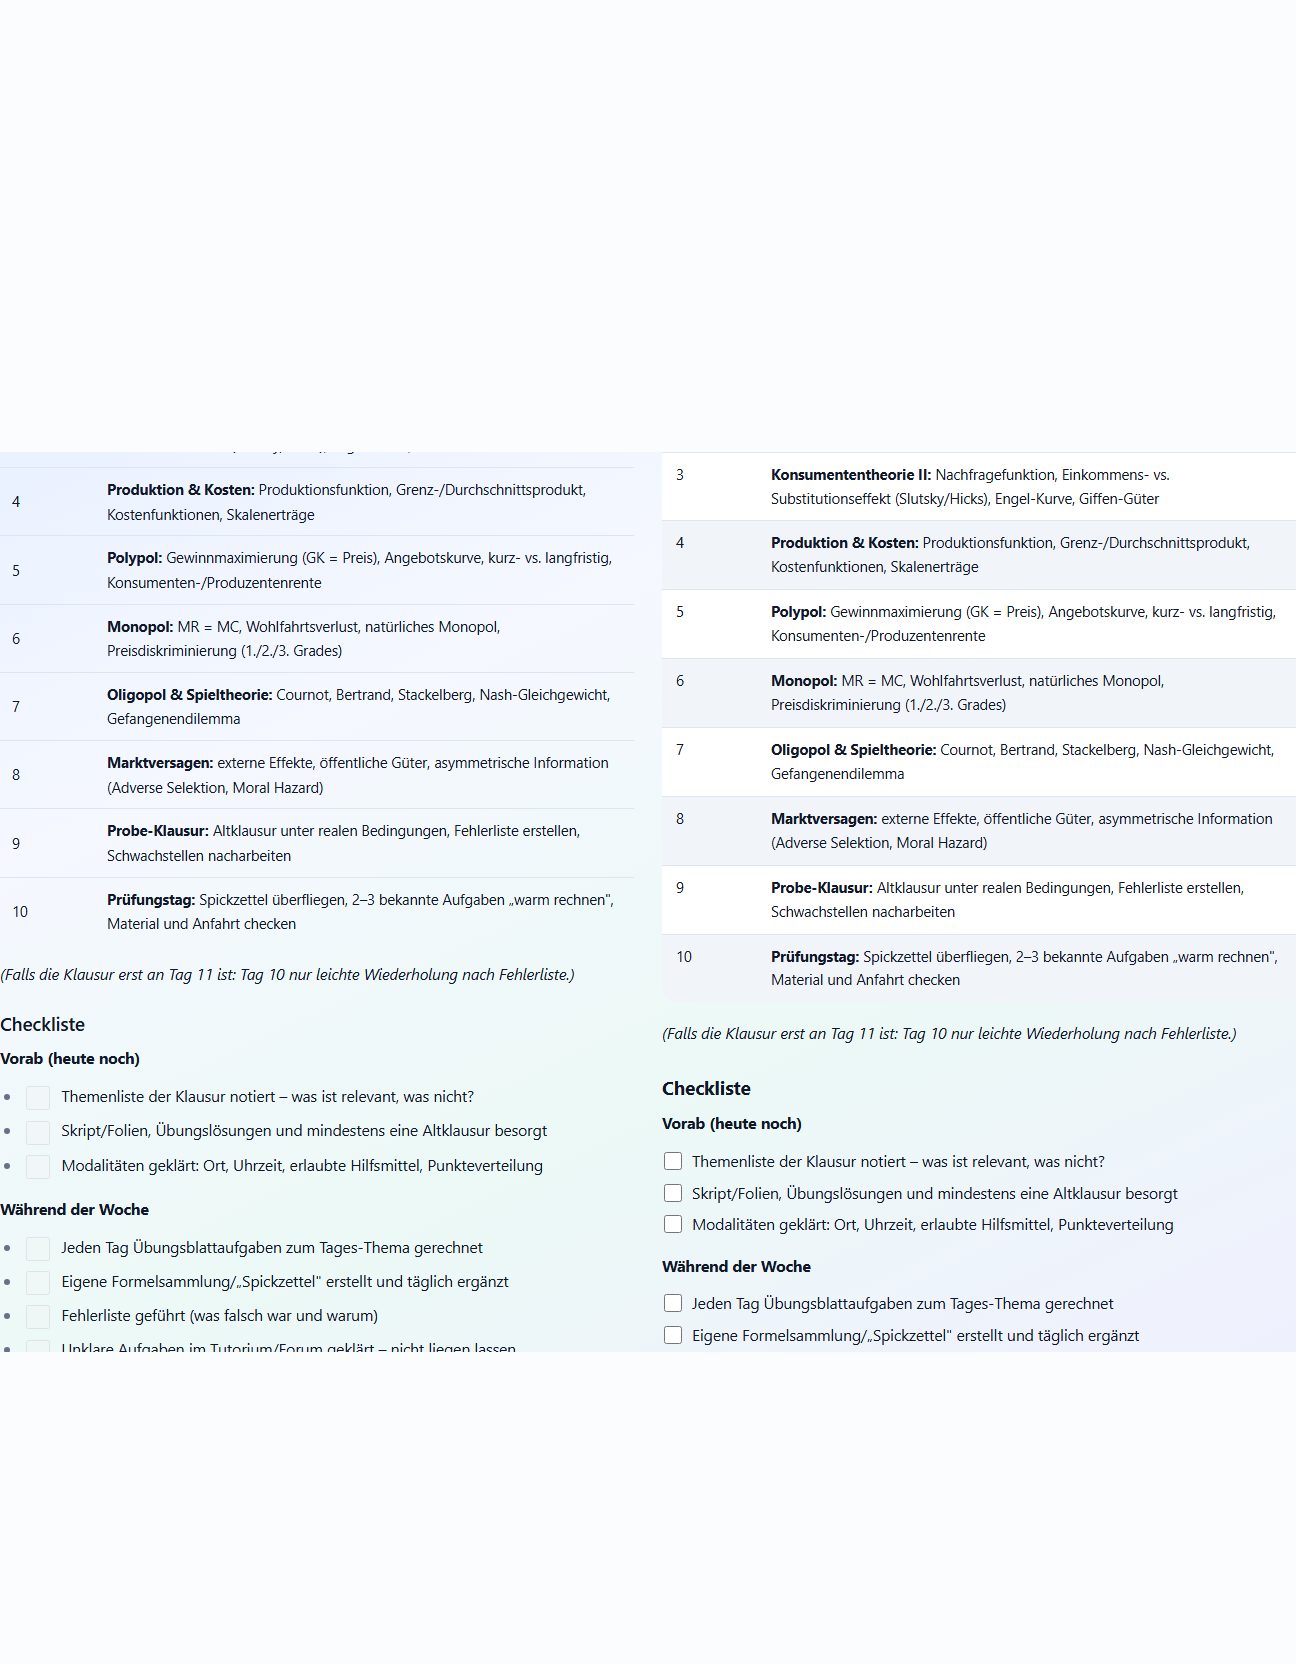 4
Produktion & Kosten: Produktionsfunktion, Grenz-/Durchschnittsprodukt,
Kostenfunktionen, Skalenerträge
5
Polypol: Gewinnmaximierung (GK = Preis), Angebotskurve, kurz- vs. langfristig,
Konsumenten-/Produzentenrente
6
Monopol: MR = MC, Wohlfahrtsverlust, natürliches Monopol,
Preisdiskriminierung (1./2./3. Grades)
7
Oligopol & Spieltheorie: Cournot, Bertrand, Stackelberg, Nash-Gleichgewicht,
Gefangenendilemma
8
Marktversagen: externe Effekte, öffentliche Güter, asymmetrische Information
(Adverse Selektion, Moral Hazard)
9
Probe-Klausur: Altklausur unter realen Bedingungen, Fehlerliste erstellen,
Schwachstellen nacharbeiten
10
Prüfungstag: Spickzettel überfliegen, 2–3 bekannte Aufgaben „warm rechnen",
Material und Anfahrt checken
(Falls die Klausur erst an Tag 11 ist: Tag 10 nur leichte Wiederholung nach Fehlerliste.)
Checkliste
Vorab (heute noch)
Themenliste der Klausur notiert – was ist relevant, was nicht?
Skript/Folien, Übungslösungen und mindestens eine Altklausur besorgt
Modalitäten geklärt: Ort, Uhrzeit, erlaubte Hilfsmittel, Punkteverteilung
Während der Woche
Jeden Tag Übungsblattaufgaben zum Tages-Thema gerechnet
Eigene Formelsammlung/„Spickzettel" erstellt und täglich ergänzt
Fehlerliste geführt (was falsch war und warum)
Unklare Aufgaben im Tutorium/Forum geklärt – nicht liegen lassen
3
Konsumententheorie II: Nachfragefunktion, Einkommens- vs.
Substitutionseffekt (Slutsky/Hicks), Engel-Kurve, Giffen-Güter
4
Produktion & Kosten: Produktionsfunktion, Grenz-/Durchschnittsprodukt,
Kostenfunktionen, Skalenerträge
5
Polypol: Gewinnmaximierung (GK = Preis), Angebotskurve, kurz- vs. langfristig,
Konsumenten-/Produzentenrente
6
Monopol: MR = MC, Wohlfahrtsverlust, natürliches Monopol,
Preisdiskriminierung (1./2./3. Grades)
7
Oligopol & Spieltheorie: Cournot, Bertrand, Stackelberg, Nash-Gleichgewicht,
Gefangenendilemma
8
Marktversagen: externe Effekte, öffentliche Güter, asymmetrische Information
(Adverse Selektion, Moral Hazard)
9
Probe-Klausur: Altklausur unter realen Bedingungen, Fehlerliste erstellen,
Schwachstellen nacharbeiten
10
Prüfungstag: Spickzettel überfliegen, 2–3 bekannte Aufgaben „warm rechnen",
Material und Anfahrt checken
(Falls die Klausur erst an Tag 11 ist: Tag 10 nur leichte Wiederholung nach Fehlerliste.)
Checkliste
Vorab (heute noch)
Themenliste der Klausur notiert – was ist relevant, was nicht?
Skript/Folien, Übungslösungen und mindestens eine Altklausur besorgt
Modalitäten geklärt: Ort, Uhrzeit, erlaubte Hilfsmittel, Punkteverteilung
Während der Woche
Jeden Tag Übungsblattaufgaben zum Tages-Thema gerechnet
Eigene Formelsammlung/„Spickzettel" erstellt und täglich ergänzt